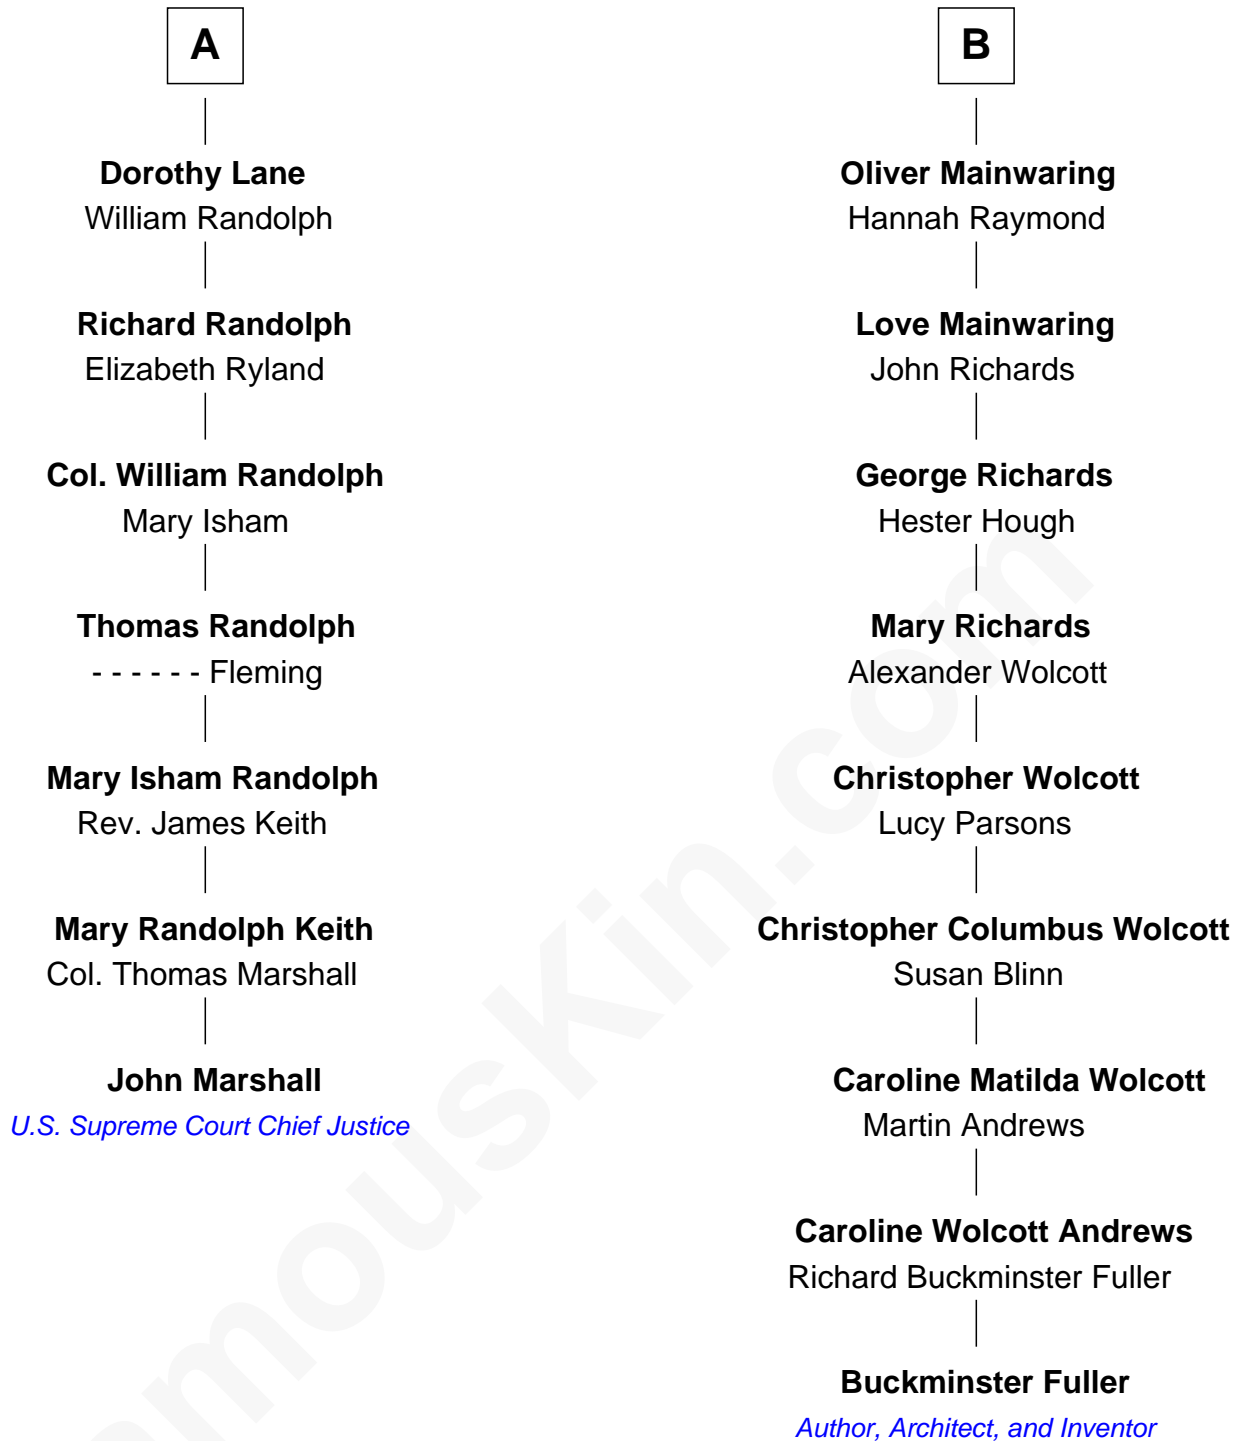 A
Dorothy Lane
William Randolph
Richard Randolph
Elizabeth Ryland
Col. William Randolph
Mary Isham
Thomas Randolph
- - - - - - Fleming
Mary Isham Randolph
Rev. James Keith
Mary Randolph Keith
Col. Thomas Marshall
John Marshall
U.S. Supreme Court Chief Justice
B
Oliver Mainwaring
Hannah Raymond
Love Mainwaring
John Richards
George Richards
Hester Hough
Mary Richards
Alexander Wolcott
Christopher Wolcott
Lucy Parsons
Christopher Columbus Wolcott
Susan Blinn
Caroline Matilda Wolcott
Martin Andrews
Caroline Wolcott Andrews
Richard Buckminster Fuller
Buckminster Fuller
Author, Architect, and Inventor
amousKin.com